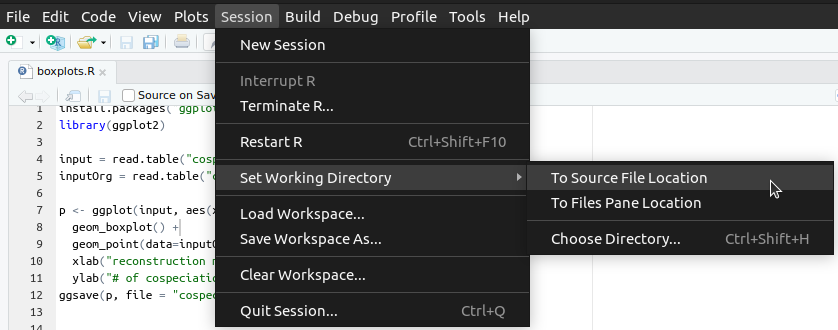 File Edit Code View Plots Session Build Debug Profile Tools Help
boxplots.R
Source on Sav
New Session
Interrupt R
Terminate R...
Restart R Ctrl+Shift+F10
Set Working Directory
Load Workspace...
Save Workspace As...
Clear Workspace...
Quit Session... Ctrl+Q
To Source File Location
To Files Pane Location
Choose Directory... Ctrl+Shift+H
1 install.packages("ggplot
2 library(ggplot2)
3
4 input = read.table("cosp
5 inputOrg = read.table("c
6
7 p <- ggplot(input, aes(x
8 geom_boxplot() +
9 geom_point(data=inputO
10 xlab("reconstruction m
11 ylab("# of cospeciatio
12 ggsave(p, file = "cospec
13
14